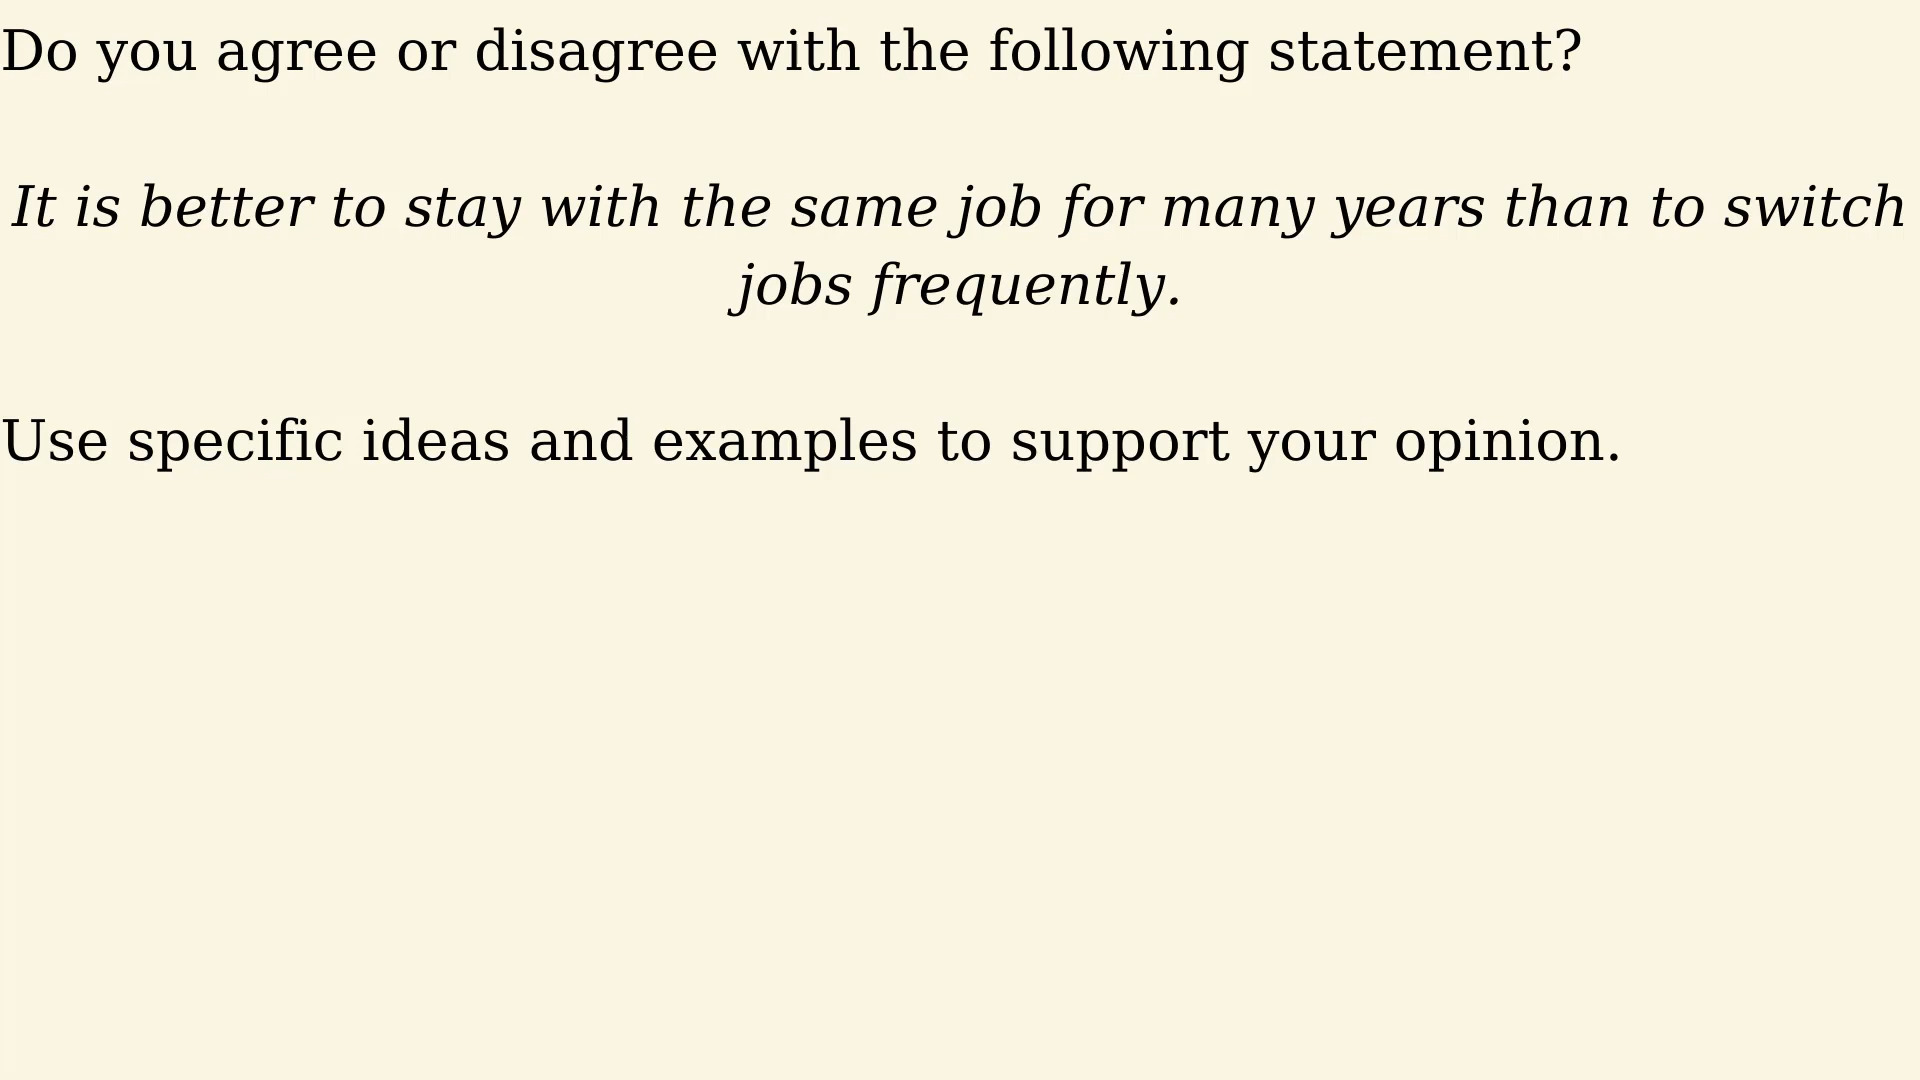 Do you agree or disagree with the following statement?
It is better to stay with the same job for many years than to switch
jobs frequently.
Use specific ideas and examples to support your opinion.